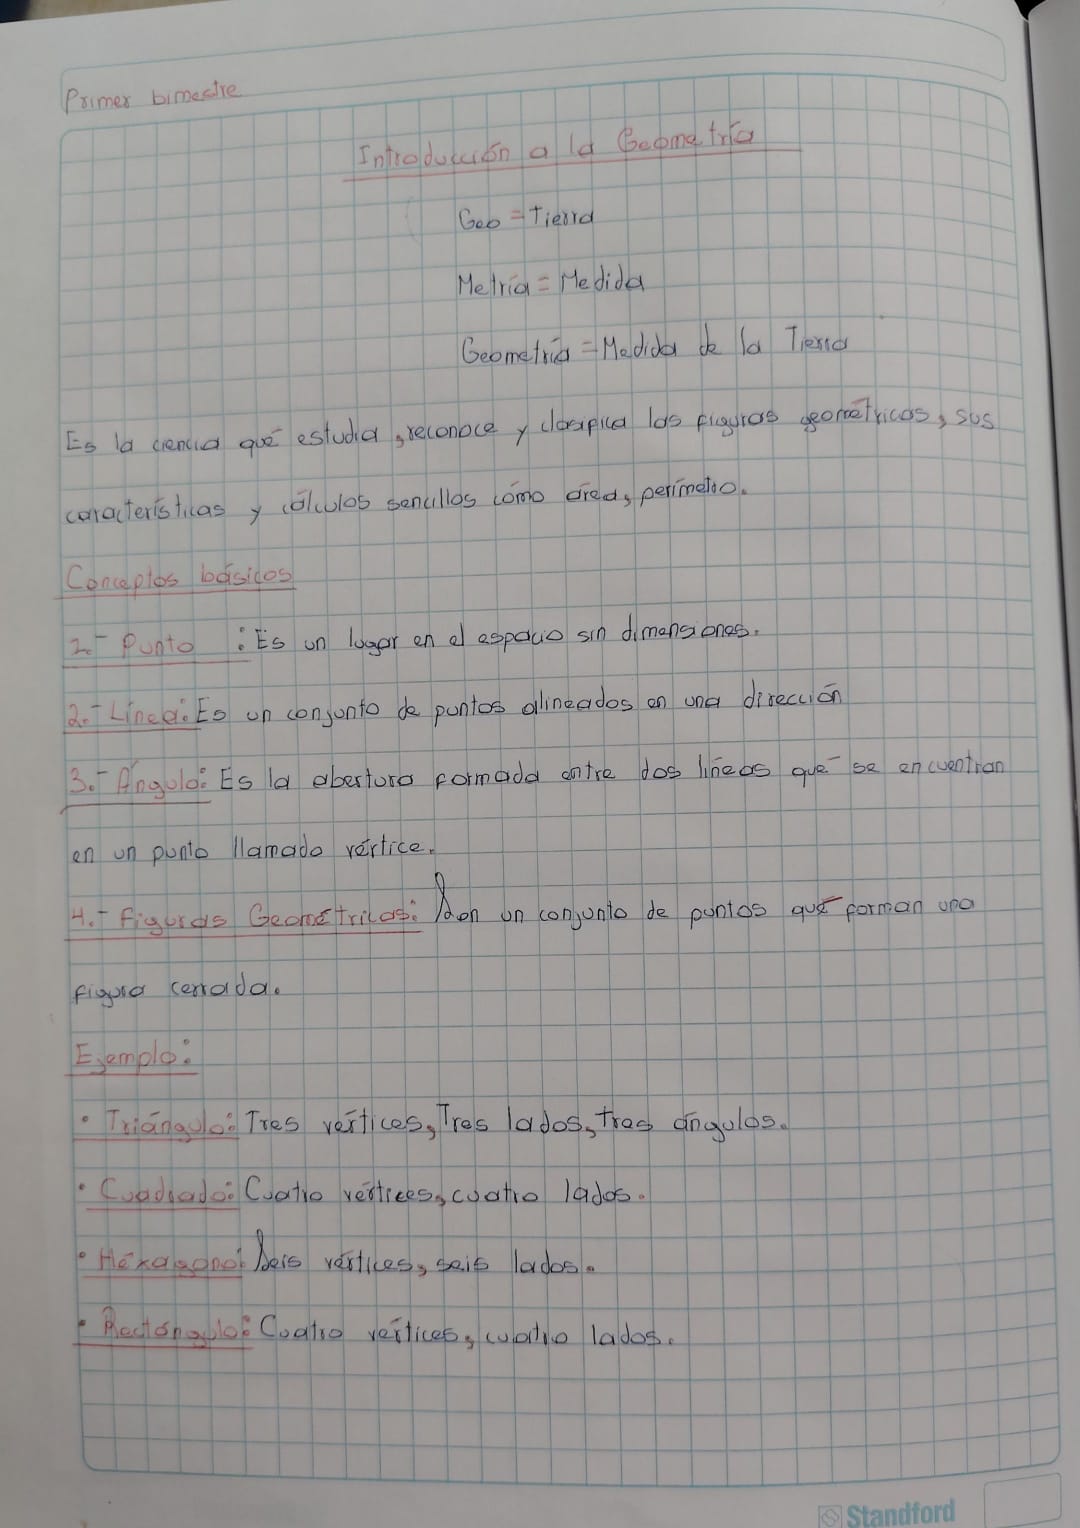 Primer bimestre
Introducción a la Geometría
Geo = Tierra
Metría = Medida
Geometría = Medida de la Tierra
Es la ciencia qué estudia, reconoce y clasifica las figuras geométricas, sus
características y cálculos sencillos cómo área, perímetro.
Conceptos básicos
1.- Punto : Es un lugar en el espacio sin dimensiones.
2.- Línea: Es un conjunto de puntos alineados en una dirección
3.- Ángulo: Es la abertura formada entre dos líneas qué se encuentran
en un punto llamado vértice.
4.- Figuras Geométricas: Son un conjunto de puntos qué forman una
figura cerrada.
Ejemplo:
• Triángulo: Tres vértices, Tres lados, tres ángulos.
• Cuadrado: Cuatro vértices, cuatro lados.
• Héxagono: Seis vértices, seis lados.
• Rectángulo: Cuatro vértices, cuatro lados.
Standford